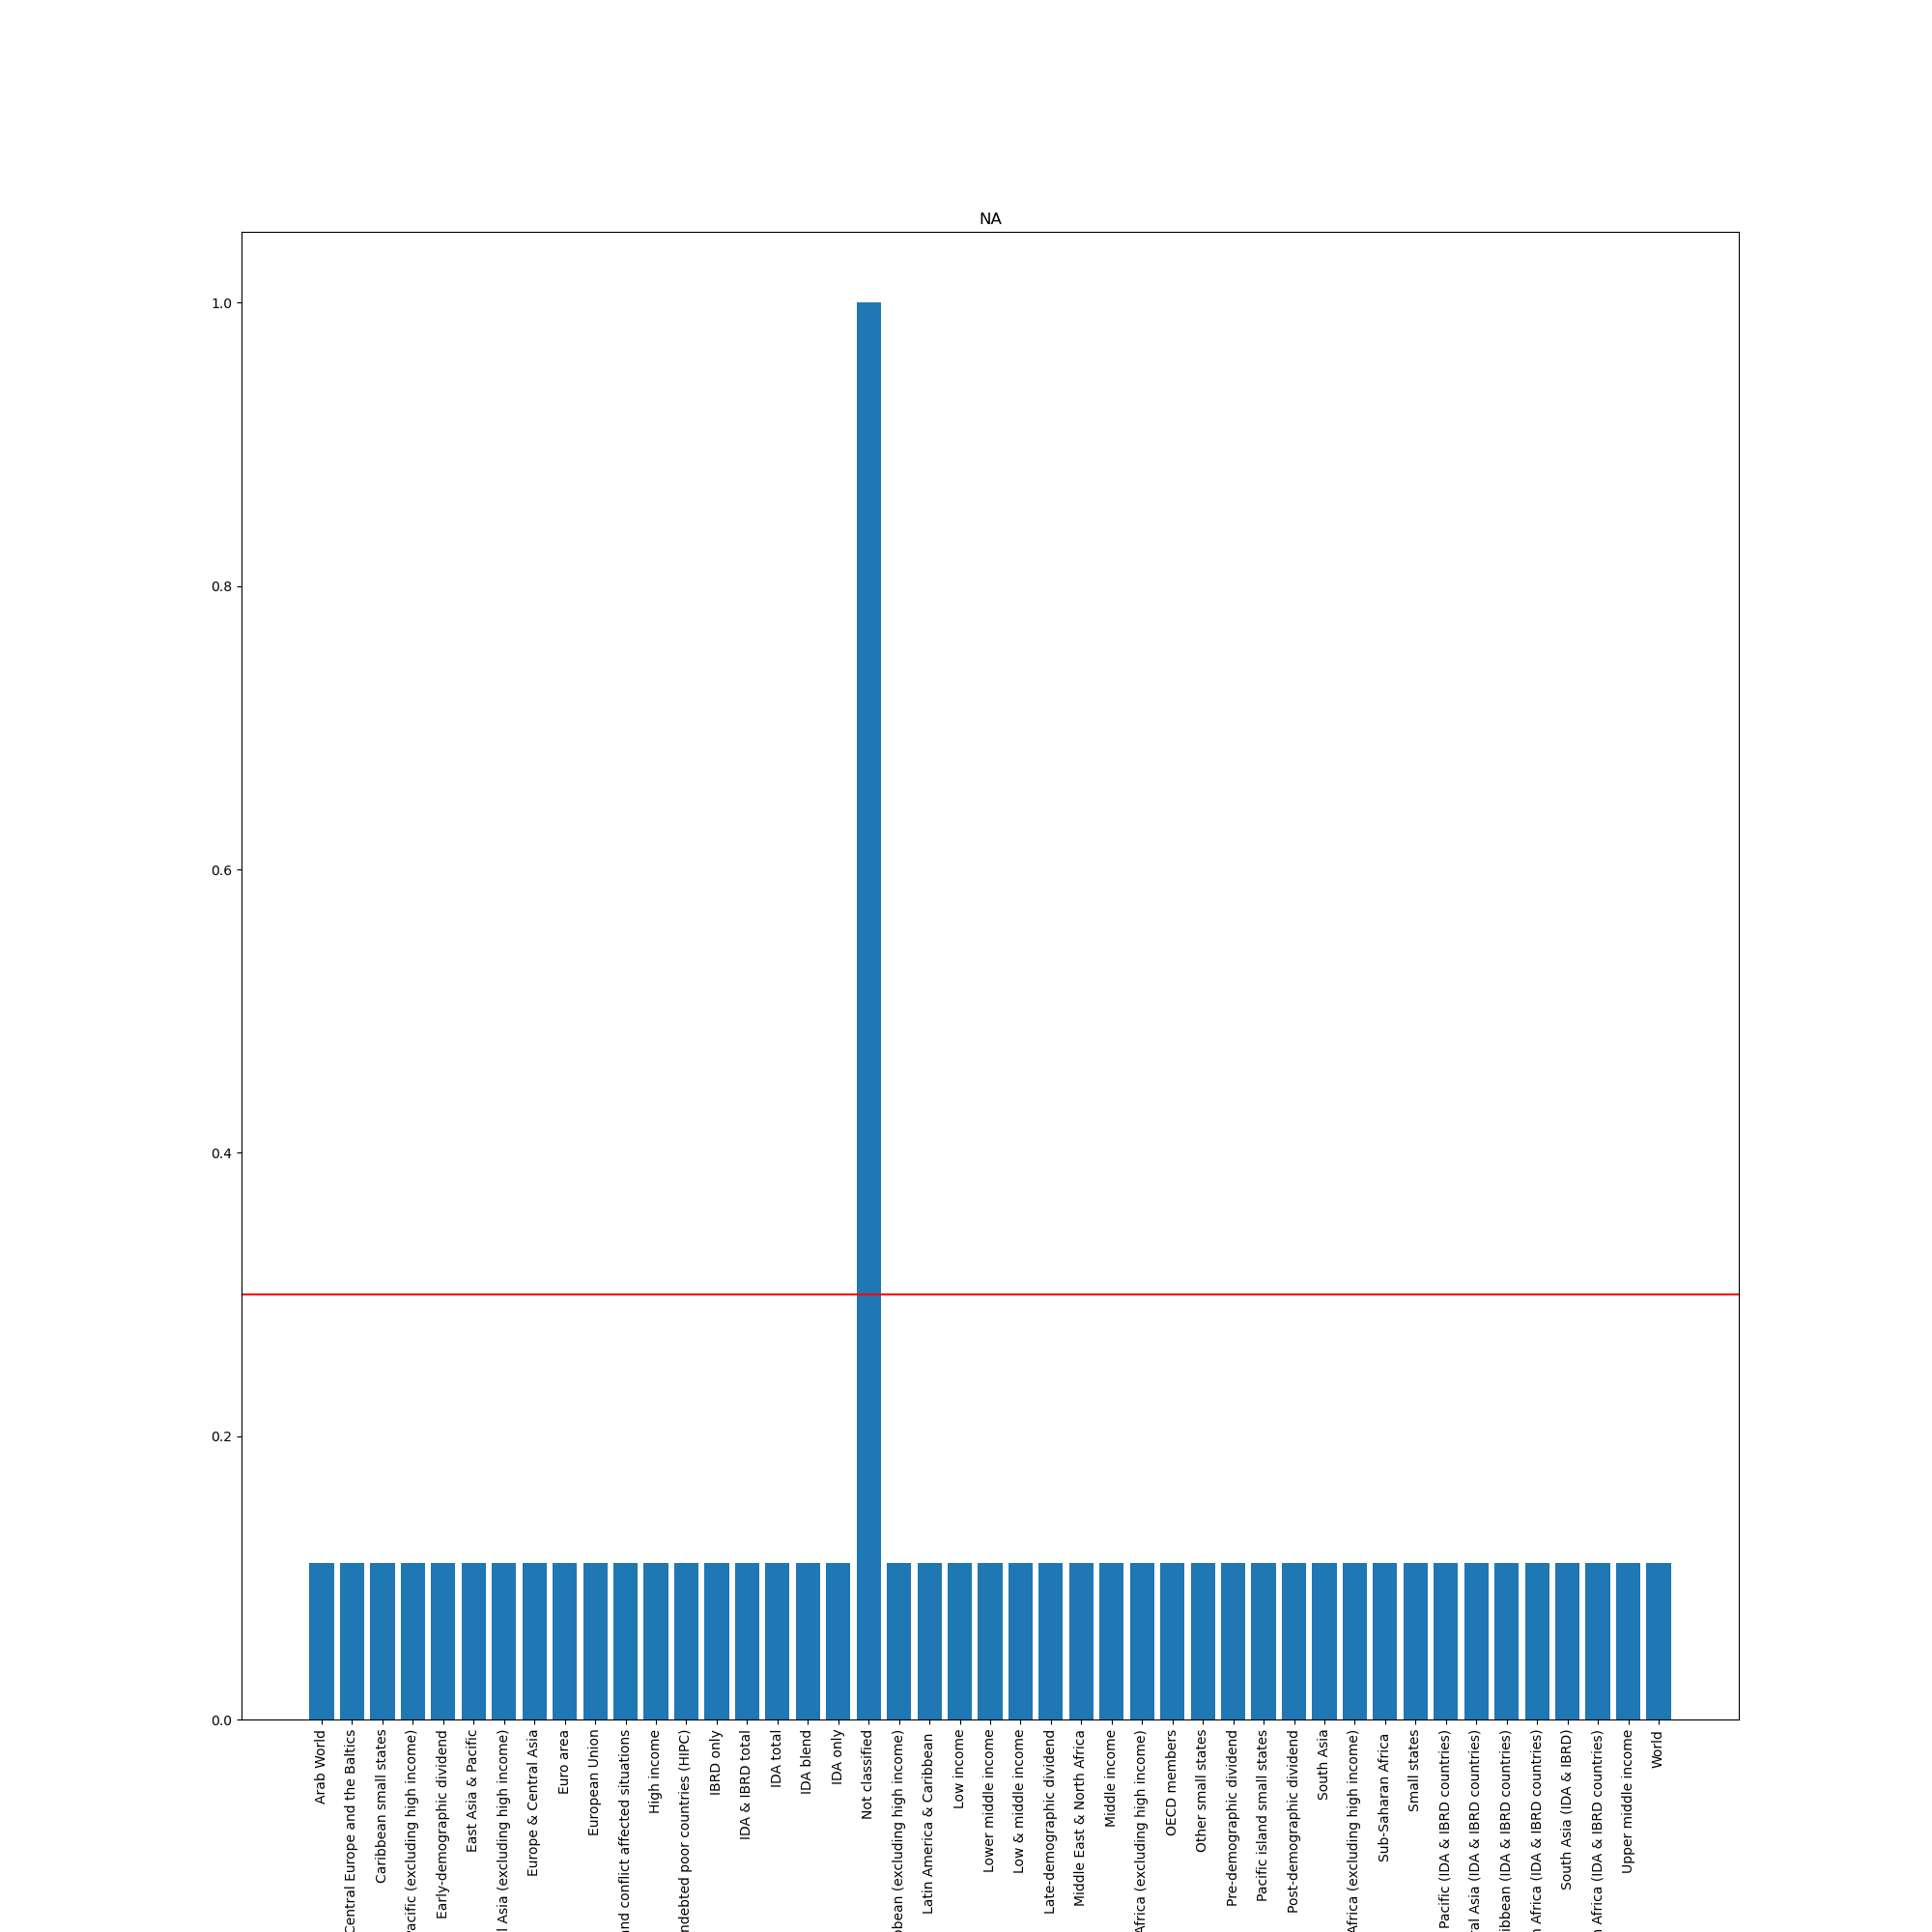 NA
1.0
0.8
0.6
0.4
0.2
0.0
Arab World
Central Europe and the Baltics
Caribbean small states
(excluding high income)
Early-demographic dividend
East Asia & Pacific
Asia (excluding high income)
Europe & Central Asia
Euro area
European Union
and conflict affected situations
High income
poor countries (HIPC)
IBRD only
IDA & IBRD total
IDA total
IDA blend
IDA only
Not classified
(excluding high income)
Latin America & Caribbean
Low income
Lower middle income
Low & middle income
Late-demographic dividend
Middle East & North Africa
Middle income
Africa (excluding high income)
OECD members
Other small states
Pre-demographic dividend
Pacific island small states
Post-demographic dividend
South Asia
Africa (excluding high income)
Sub-Saharan Africa
Small states
Pacific (IDA & IBRD countries)
Asia (IDA & IBRD countries)
(IDA & IBRD countries)
Africa (IDA & IBRD countries)
South Asia (IDA & IBRD)
Africa (IDA & IBRD countries)
Upper middle income
World